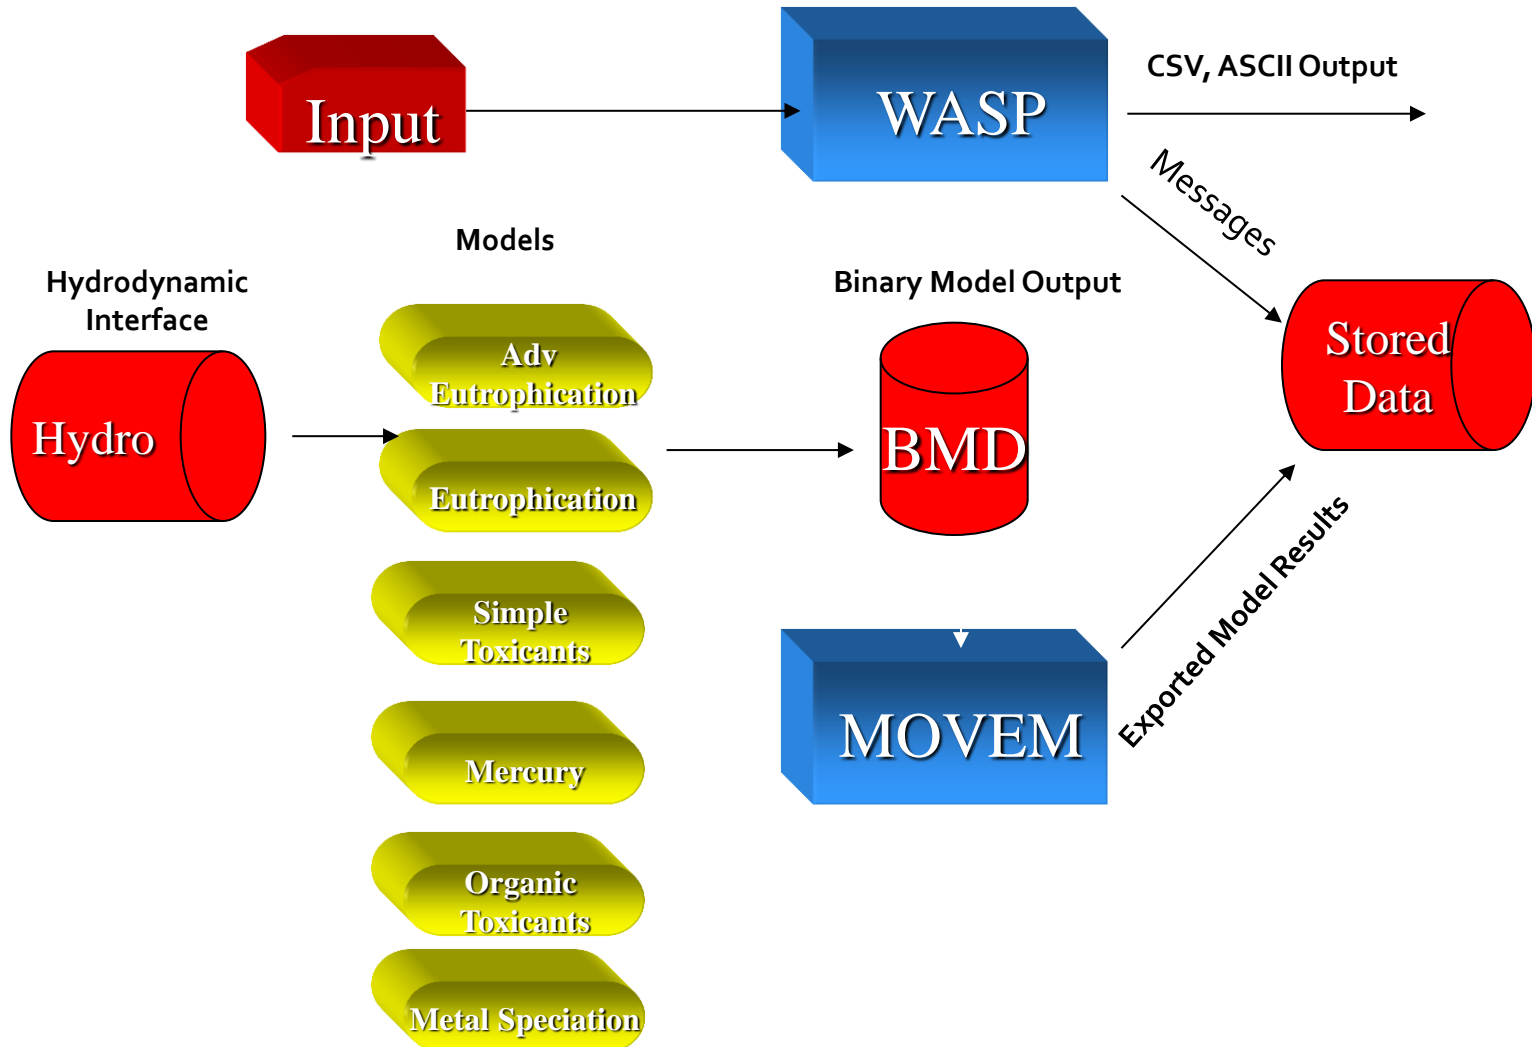 Input
WASP
CSV, ASCII Output
Messages
Models
Hydrodynamic
Interface
Binary Model Output
Hydro
Adv
Eutrophication
Eutrophication
Simple
Toxicants
Mercury
Organic
Toxicants
Metal Speciation
BMD
Stored
Data
MOVEM
Exported Model Results